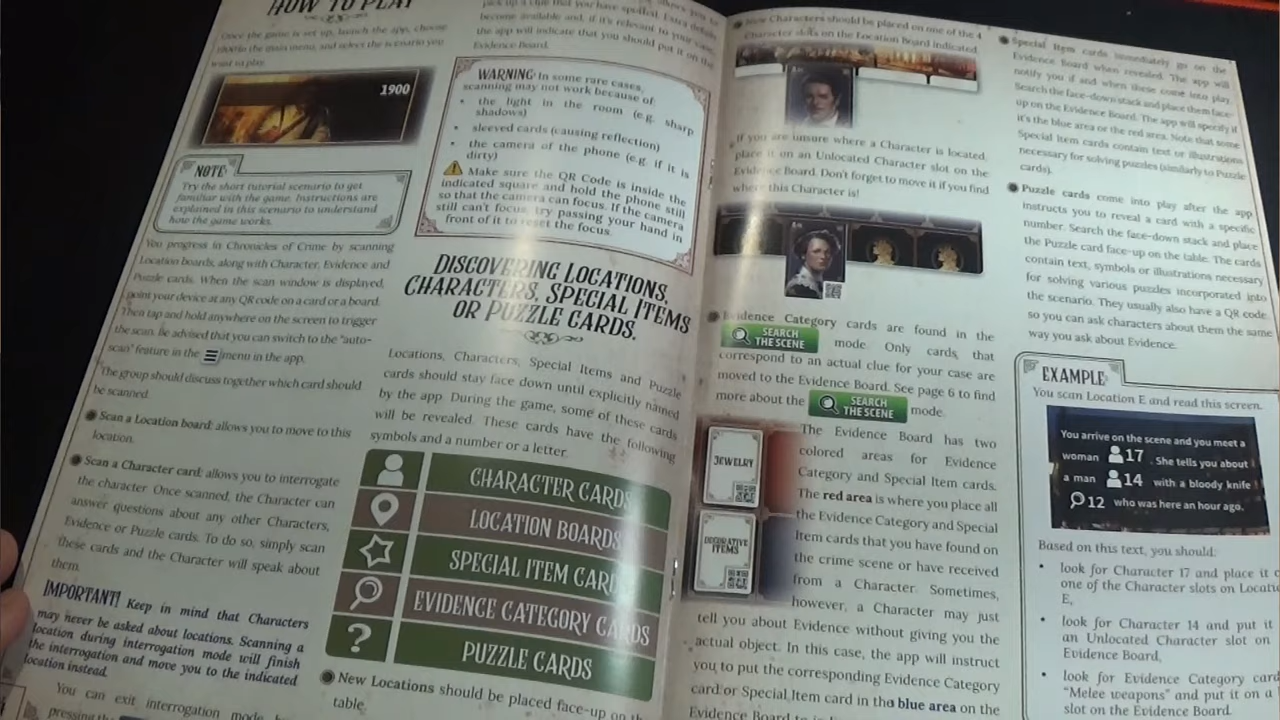 HOW TO PLAY
Once the game is set up, launch the app, choose
the main menu, and select the scenario you
want to play.
1900
NOTE
Try the short tutorial scenario to get
familiar with the game. Instructions are
explained in this scenario to understand
how the game works.
You progress in Chronicles of Crime by scanning
Location boards, along with Character, Evidence and
Puzzle cards. When the scan window is displayed,
point your device at any QR code on a card or a board.
Then tap and hold anywhere on the screen to trigger
the scan. Be advised that you can switch to the "auto-
scan" feature in the menu in the app.
The group should discuss together which card should
be scanned.
Scan a Location board: allows you to move to this
location.
Scan a Character card: allows you to interrogate
the character. Once scanned, the Character can
answer questions about any other Characters,
Evidence or Puzzle cards. To do so, simply scan
these cards and the Character will speak about
them.
IMPORTANT! Keep in mind that Characters
may never be asked about locations. Scanning a
location during interrogation mode will finish
the interrogation and move you to the indicated
location instead.
You can exit interrogation mode
pressing the
pick up a clue that you have spotted. Extra
become available and, if it's relevant to your case,
the app will indicate that you should put it on the
Evidence Board.
WARNING: In some rare cases,
scanning may not work because of:
• the light in the room (e.g. sharp
shadows)
• sleeved cards (causing reflection)
• the camera of the phone (e.g. if it is
dirty)
Make sure the QR Code is inside the
indicated square and hold the phone still
so that the camera can focus. If the camera
still can't focus, try passing your hand in
front of it to reset the focus.
DISCOVERING LOCATIONS,
CHARACTERS, SPECIAL ITEMS
OR PUZZLE CARDS.
Locations, Characters, Special Items and Puzzle
cards should stay face down until explicitly named
by the app. During the game, some of these cards
will be revealed. These cards have the following
symbols and a number or a letter.
CHARACTER CARDS
LOCATION BOARDS
SPECIAL ITEM CARDS
EVIDENCE CATEGORY CARDS
? PUZZLE CARDS
New Locations should be placed face-up on the
table.
New Characters should be placed on one of the 4
Character slots on the Location Board indicated.
If you are unsure where a Character is located,
place it on an Unlocated Character slot on the
Evidence Board. Don't forget to move it if you find
where this Character is!
Evidence Category cards are found in the
SEARCH THE SCENE mode. Only cards, that
correspond to an actual clue for your case are
moved to the Evidence Board. See page 6 to find
more about the SEARCH THE SCENE mode.
JEWELRY
DECORATIVE ITEMS
The Evidence Board has two
colored areas for Evidence
Category and Special Item cards.
The red area is where you place all
the Evidence Category and Special
Item cards that you have found on
the crime scene or have received
from a Character. Sometimes,
however, a Character may just
tell you about Evidence without giving you the
actual object. In this case, the app will instruct
you to put the corresponding Evidence Category
card or Special Item card in the blue area on the
Evidence Board to
Special Item cards immediately go on the
Evidence Board when revealed. The app will
notify you if and when these come into play.
Search the face-down stack and place them face-
up on the Evidence Board. The app will specify if
it's the blue area or the red area. Note that some
Special Item cards contain text or illustrations
necessary for solving puzzles (similarly to Puzzle
cards).
Puzzle cards come into play after the app
instructs you to reveal a card with a specific
number. Search the face-down stack and place
the Puzzle card face-up on the table. The cards
contain text, symbols or illustrations necessary
for solving various puzzles incorporated into
the scenario. They usually also have a QR code
so you can ask characters about them the same
way you ask about Evidence.
EXAMPLE
You scan Location E and read this screen.
You arrive on the scene and you meet a
woman 17 . She tells you about
a man 14 with a bloody knife
12 who was here an hour ago.
Based on this text, you should:
• look for Character 17 and place it
one of the Character slots on
E,
• look for Character 14 and put it
an Unlocated Character slot on
Evidence Board,
• look for Evidence Category card
"Melee weapons" and put it on a
slot on the Evidence Board.